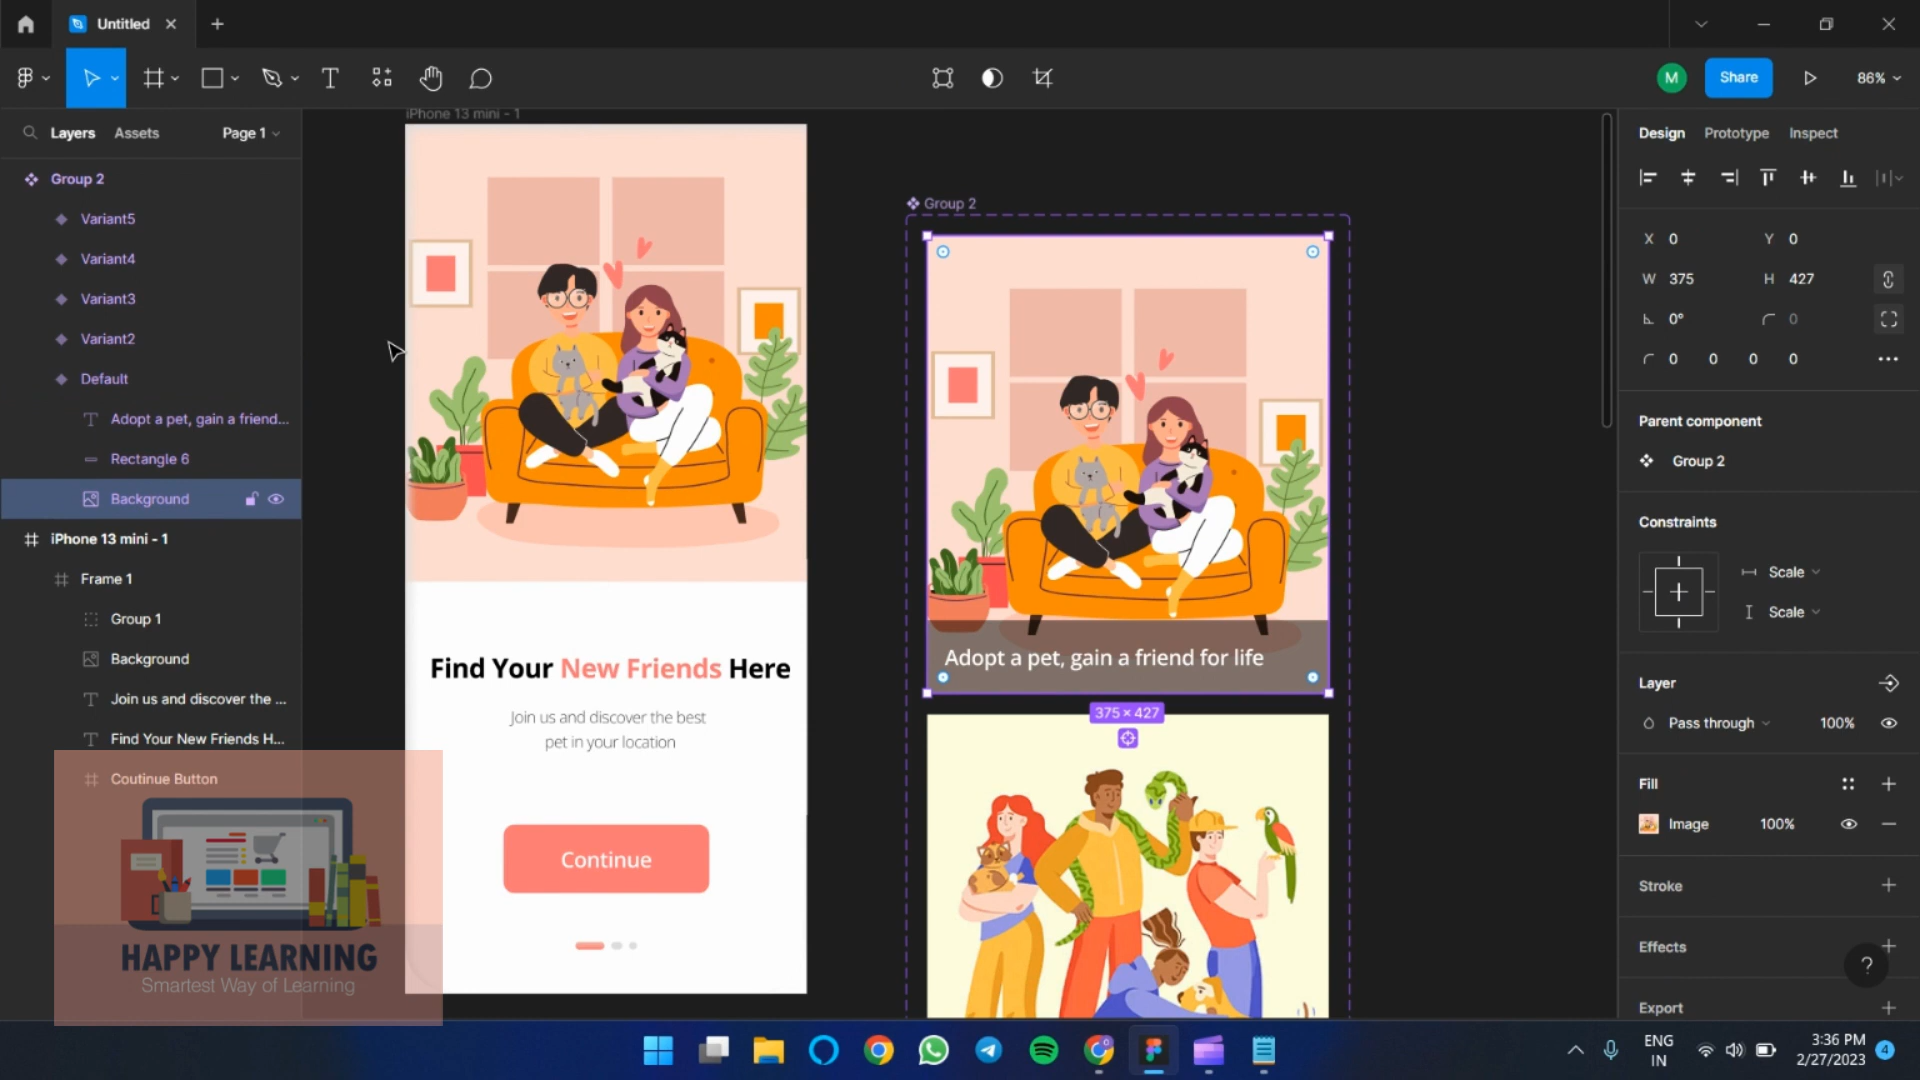 Untitled
M
Share
86%
Layers
Assets
Page 1
Group 2
Variant5
Variant4
Variant3
Variant2
Default
Adopt a pet, gain a friend...
Rectangle 6
Background
iPhone 13 mini - 1
Frame 1
Group 1
Background
Join us and discover the ...
Find Your New Friends H...
Coutinue Button
HAPPY LEARNING
Smartest Way of Learning
iPhone 13 mini - 1
Find Your New Friends Here
Join us and discover the best
pet in your location
Continue
Group 2
Adopt a pet, gain a friend for life
375 × 427
Design
Prototype
Inspect
X 0
Y 0
W 375
H 427
0°
0
0 0 0 0
Parent component
Group 2
Constraints
Scale
Scale
Layer
Pass through
100%
Fill
Image
100%
Stroke
Effects
?
Export
ENG
IN
3:36 PM
2/27/2023
4